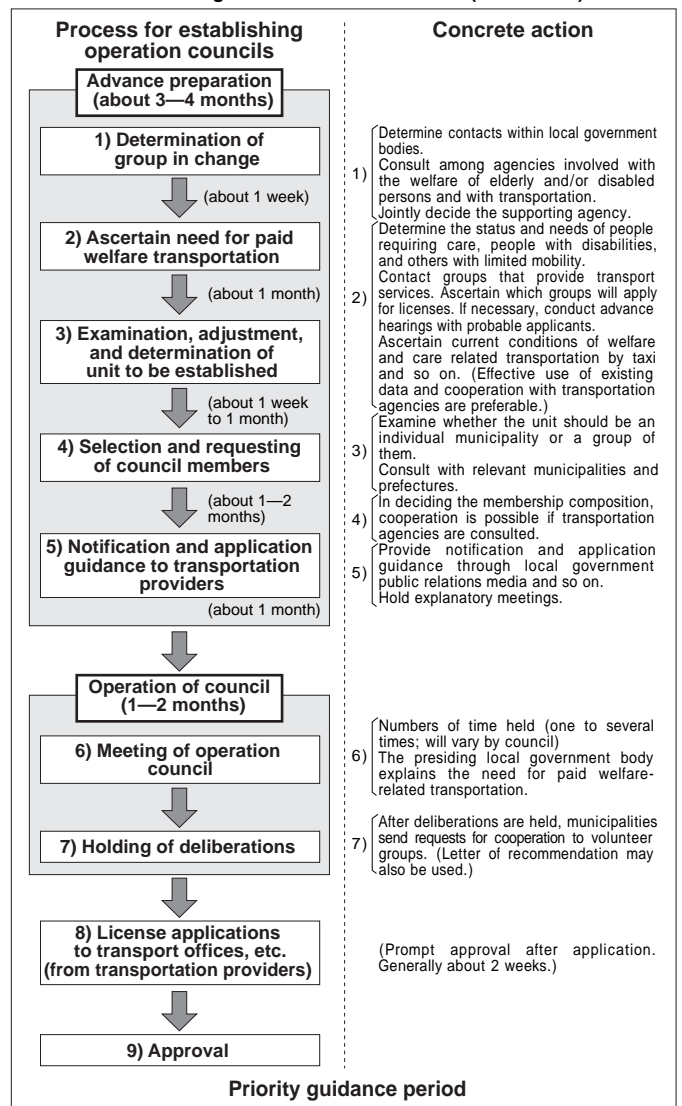 Process for establishing
operation councils
Concrete action
Advance preparation
(about 3—4 months)
1) Determination of
group in change
(about 1 week)
2) Ascertain need for paid
welfare transportation
(about 1 month)
3) Examination, adjustment,
and determination of
unit to be established
(about 1 week
to 1 month)
4) Selection and requesting
of council members
(about 1—2
months)
5) Notification and application
guidance to transportation
providers
(about 1 month)
1)
Determine contacts within local government
bodies.
Consult among agencies involved with
the welfare of elderly and/or disabled
persons and with transportation.
Jointly decide the supporting agency.
2)
Determine the status and needs of people
requiring care, people with disabilities,
and others with limited mobility.
Contact groups that provide transport
services. Ascertain which groups will apply
for licenses. If necessary, conduct advance
hearings with probable applicants.
Ascertain current conditions of welfare
and care related transportation by taxi
and so on. (Effective use of existing
data and cooperation with transportation
agencies are preferable.)
3)
Examine whether the unit should be an
individual municipality or a group of
them.
Consult with relevant municipalities and
prefectures.
4)
In deciding the membership composition,
cooperation is possible if transportation
agencies are consulted.
5)
Provide notification and application
guidance through local government
public relations media and so on.
Hold explanatory meetings.
Operation of council
(1—2 months)
6) Meeting of operation
council
7) Holding of deliberations
6)
Numbers of time held (one to several
times; will vary by council)
The presiding local government body
explains the need for paid welfare-
related transportation.
7)
After deliberations are held, municipalities
send requests for cooperation to volunteer
groups. (Letter of recommendation may
also be used.)
8) License applications
to transport offices, etc.
(from transportation providers)
(Prompt approval after application.
Generally about 2 weeks.)
9) Approval
Priority guidance period